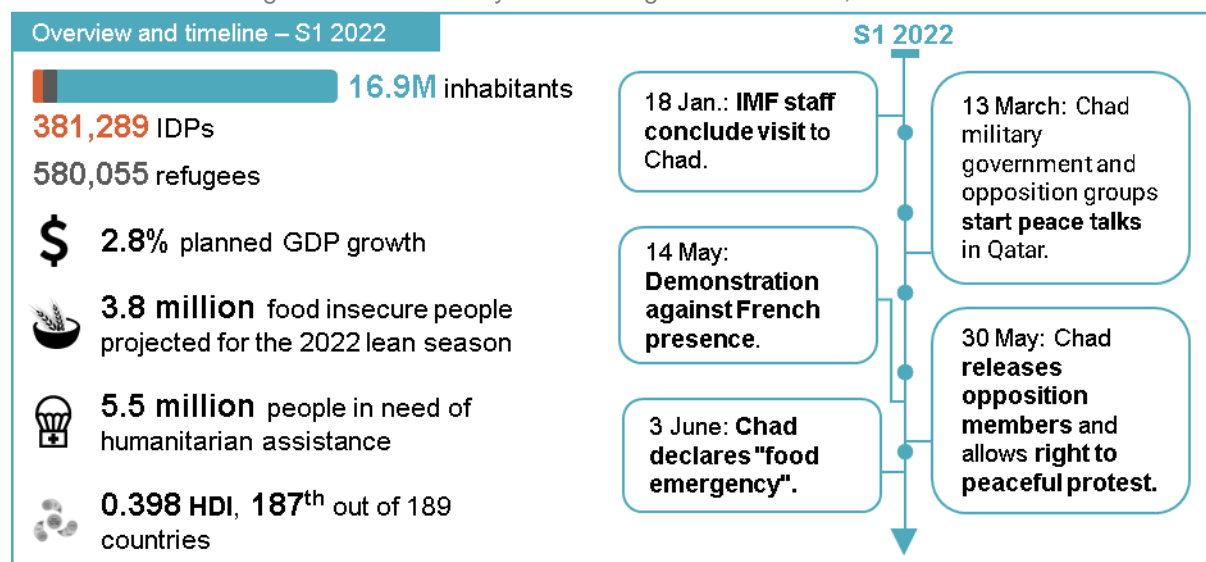 Overview and timeline – S1 2022
16.9M inhabitants
381,289 IDPs
580,055 refugees
2.8% planned GDP growth
3.8 million food insecure people
projected for the 2022 lean season
5.5 million people in need of
humanitarian assistance
0.398 HDI, 187th out of 189
countries
S1 2022
18 Jan.: IMF staff
conclude visit to
Chad.
13 March: Chad
military
government and
opposition groups
start peace talks
in Qatar.
14 May:
Demonstration
against French
presence.
30 May: Chad
releases
opposition
members and
allows right to
peaceful protest.
3 June: Chad
declares "food
emergency".